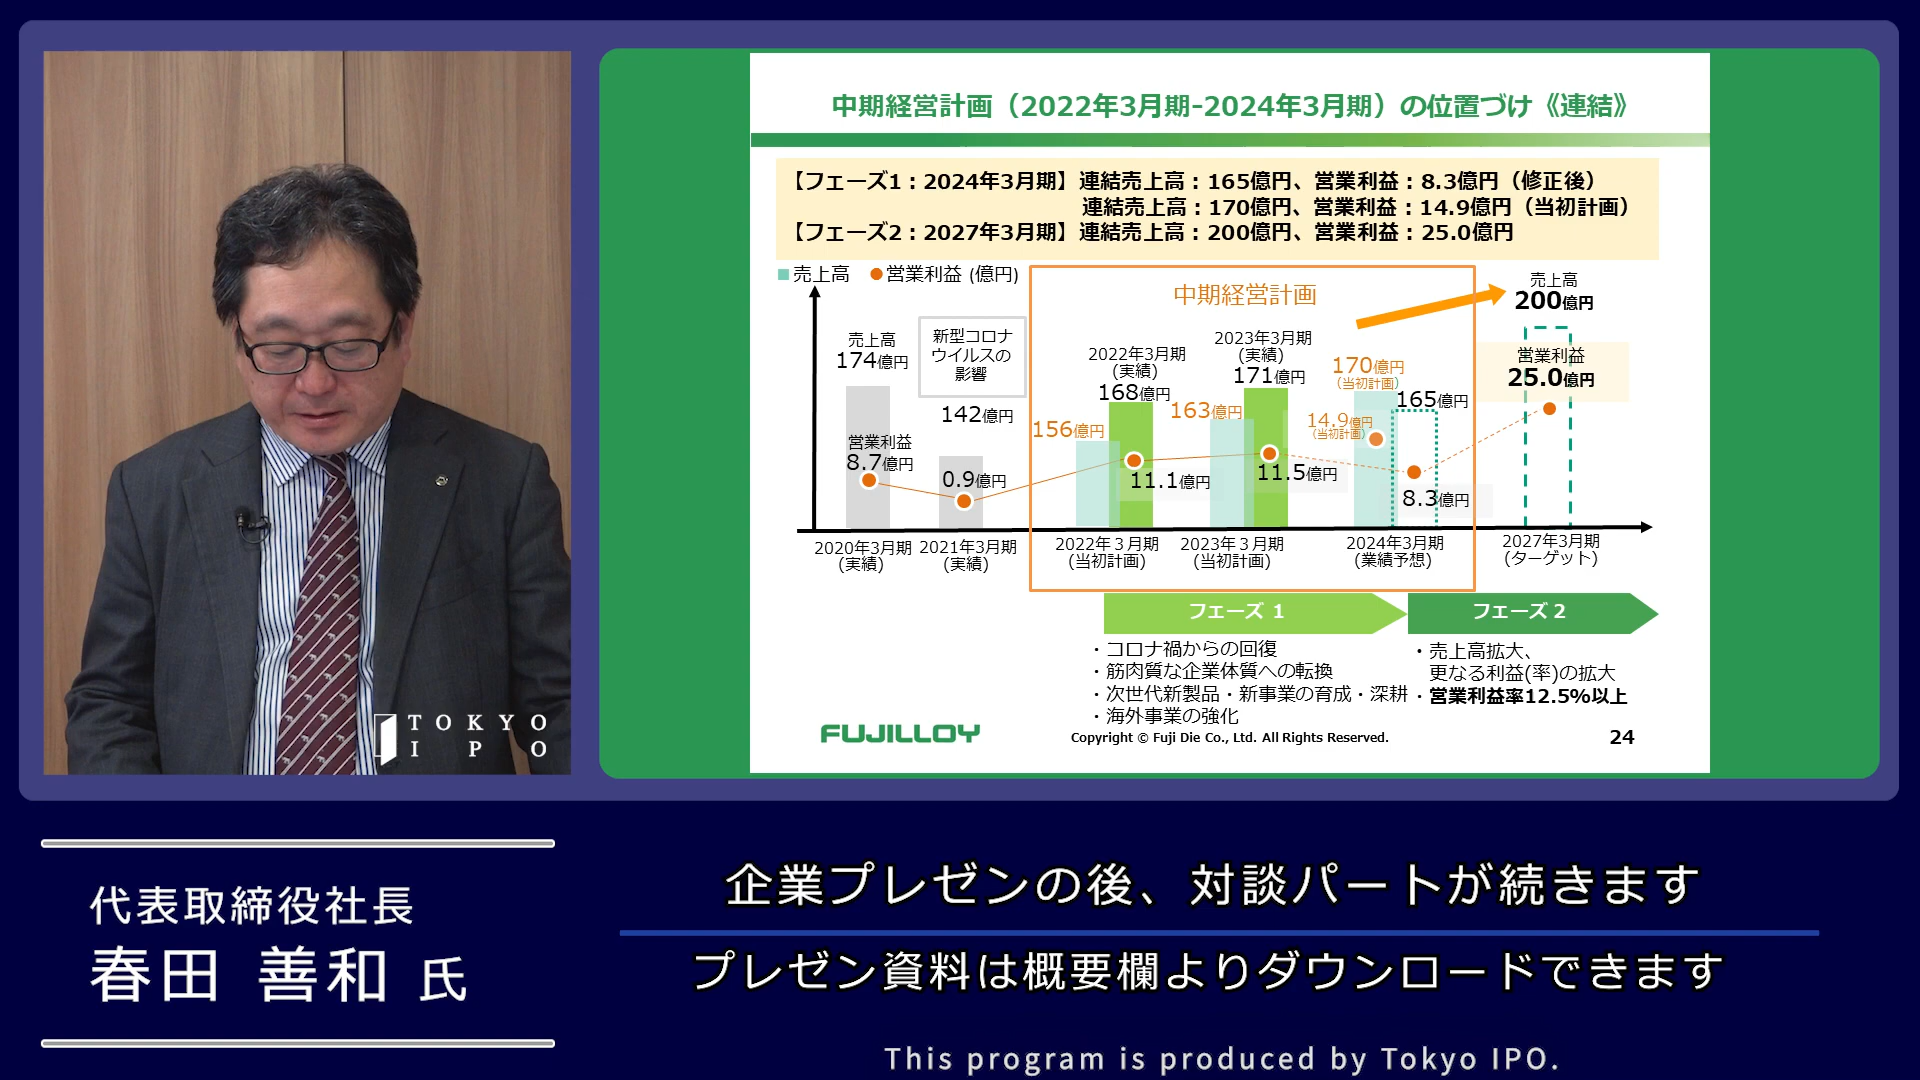 中期経営計画（2022年3月期-2024年3月期）の位置づけ《連結》
【フェーズ1：2024年3月期】連結売上高：165億円、営業利益：8.3億円（修正後）
連結売上高：170億円、営業利益：14.9億円（当初計画）
【フェーズ2：2027年3月期】連結売上高：200億円、営業利益：25.0億円
売上高 営業利益 (億円)
中期経営計画
売上高
174億円
営業利益
8.7億円
新型コロナ
ウイルスの
影響
142億円
0.9億円
156億円
2022年3月期
(実績)
168億円
11.1億円
163億円
2023年3月期
(実績)
171億円
11.5億円
170億円
（当初計画）
14.9億円
（当初計画）
165億円
8.3億円
売上高
200億円
営業利益
25.0億円
2020年3月期
(実績)
2021年3月期
(実績)
2022年３月期
(当初計画)
2023年３月期
(当初計画)
2024年3月期
(業績予想)
2027年3月期
(ターゲット)
フェーズ 1
フェーズ 2
・コロナ禍からの回復
・筋肉質な企業体質への転換
・次世代新製品・新事業の育成・深耕
・海外事業の強化
・売上高拡大、
更なる利益(率)の拡大
・営業利益率12.5%以上
FUJILLOY
Copyright © Fuji Die Co., Ltd. All Rights Reserved.
24
TOKYO
IPO
代表取締役社長
春田 善和 氏
企業プレゼンの後、対談パートが続きます
プレゼン資料は概要欄よりダウンロードできます
This program is produced by Tokyo IPO.